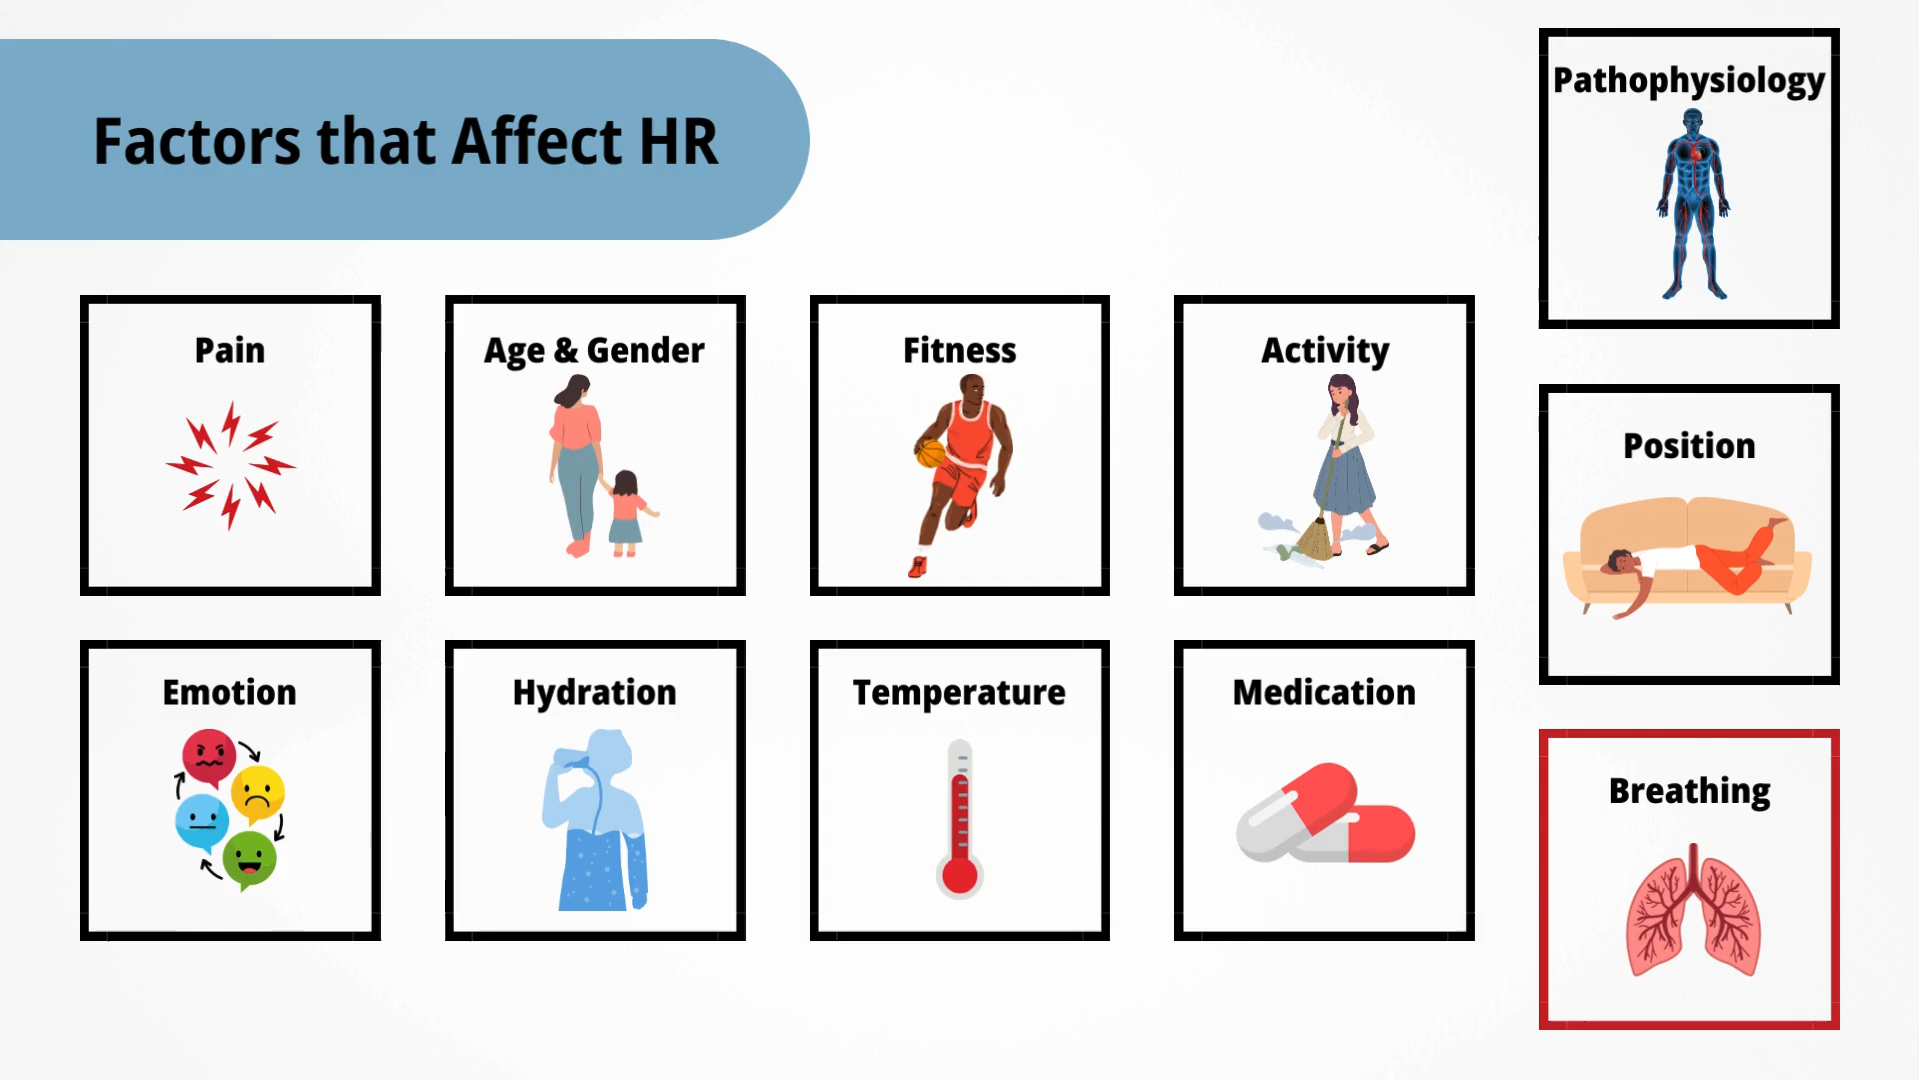 Factors that Affect HR
Pain
Age & Gender
Fitness
Activity
Emotion
Hydration
Temperature
Medication
Pathophysiology
Position
Breathing